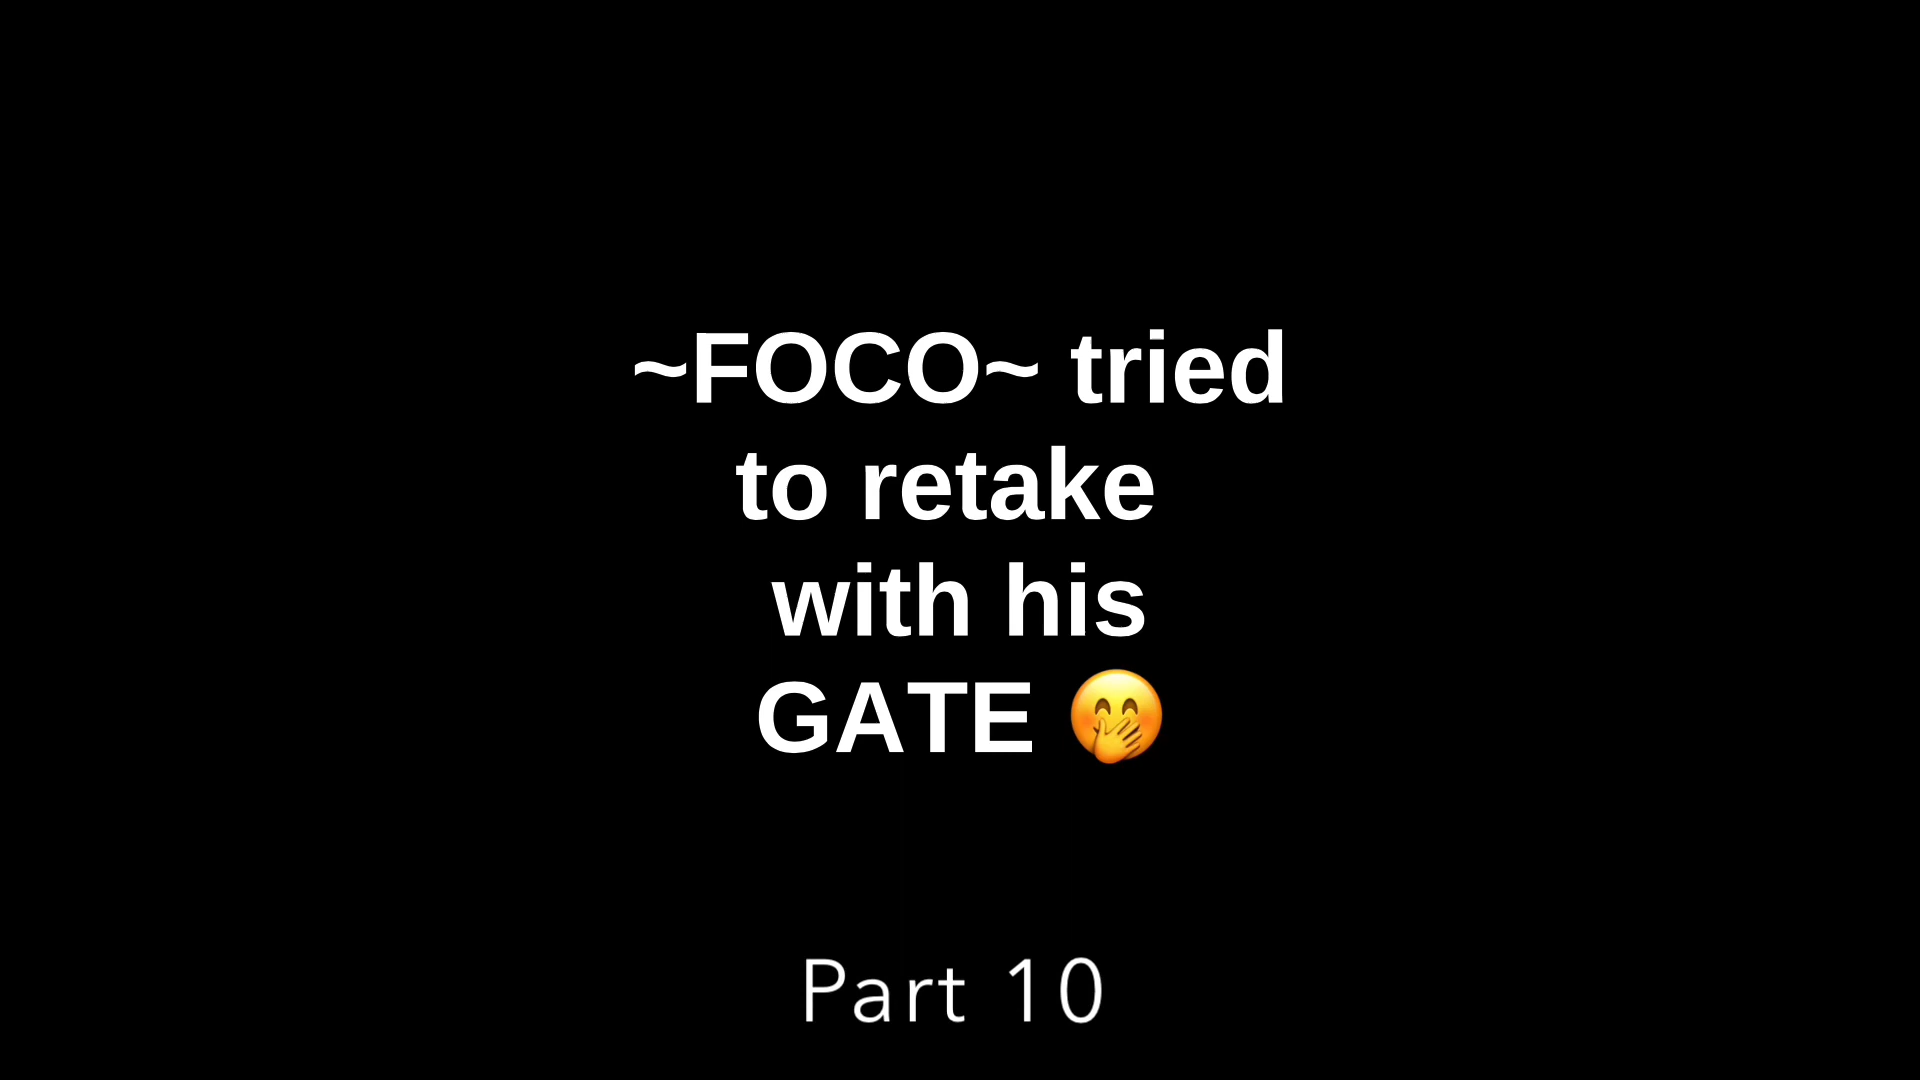 ~FOCO~ tried
to retake
with his
GATE 🤭
Part 10